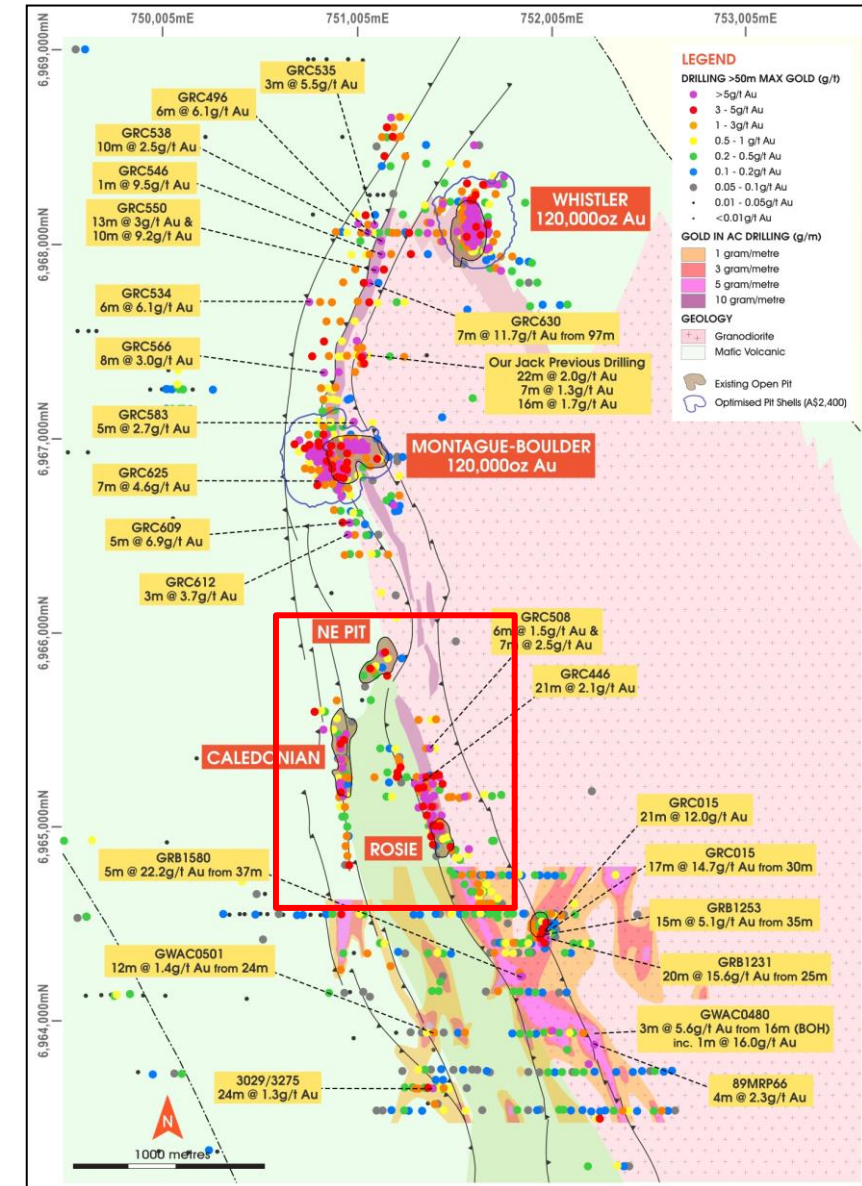 750,005mE
751,005mE
752,005mE
753,005mE
6,969,000mN
6,968,000mN
6,967,000mN
6,966,000mN
6,965,000mN
6,964,000mN
GRC535
3m @ 5.5g/t Au
GRC496
6m @ 6.1g/t Au
GRC538
10m @ 2.5g/t Au
GRC546
1m @ 9.5g/t Au
GRC550
13m @ 3g/t Au &
10m @ 9.2g/t Au
GRC534
6m @ 6.1g/t Au
GRC566
8m @ 3.0g/t Au
GRC583
5m @ 2.7g/t Au
GRC625
7m @ 4.6g/t Au
GRC609
5m @ 6.9g/t Au
GRC612
3m @ 3.7g/t Au
WHISTLER
120,000oz Au
GRC630
7m @ 11.7g/t Au from 97m
Our Jack Previous Drilling
22m @ 2.0g/t Au
7m @ 1.3g/t Au
16m @ 1.7g/t Au
MONTAGUE-BOULDER
120,000oz Au
NE PIT
GRC508
6m @ 1.5g/t Au &
7m @ 2.5g/t Au
GRC446
21m @ 2.1g/t Au
CALEDONIAN
ROSIE
GRB1580
5m @ 22.2g/t Au from 37m
GWAC0501
12m @ 1.4g/t Au from 24m
3029/3275
24m @ 1.3g/t Au
GRC015
21m @ 12.0g/t Au
GRC015
17m @ 14.7g/t Au from 30m
GRB1253
15m @ 5.1g/t Au from 35m
GRB1231
20m @ 15.6g/t Au from 25m
GWAC0480
3m @ 5.6g/t Au from 16m (BOH)
inc. 1m @ 16.0g/t Au
89MRP66
4m @ 2.3g/t Au
N
1000 metres
LEGEND
DRILLING >50m MAX GOLD (g/t)
>5g/t Au
3 - 5g/t Au
1 - 3g/t Au
0.5 - 1 g/t Au
0.2 - 0.5g/t Au
0.1 - 0.2g/t Au
0.05 - 0.1g/t Au
0.01 - 0.05g/t Au
<0.01g/t Au
GOLD IN AC DRILLING (g/m)
1 gram/metre
3 gram/metre
5 gram/metre
10 gram/metre
GEOLOGY
Granodiorite
Mafic Volcanic
Existing Open Pit
Optimised Pit Shells (A$2,400)